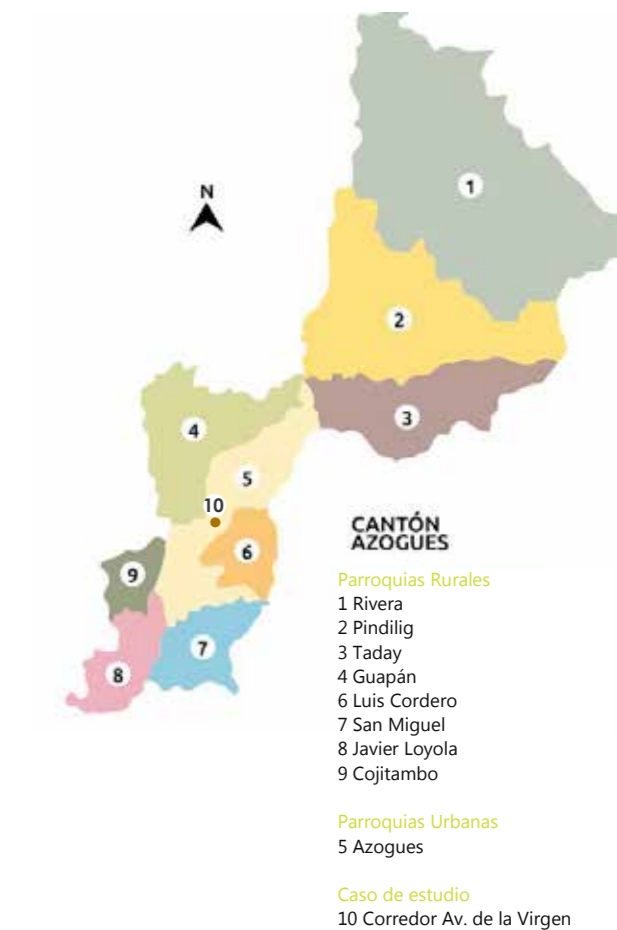 N
1
2
3
4
5
10
6
9
7
8
CANTÓN
AZOGUES
Parroquias Rurales
1 Rivera
2 Pindilig
3 Taday
4 Guapán
6 Luis Cordero
7 San Miguel
8 Javier Loyola
9 Cojitambo
Parroquias Urbanas
5 Azogues
Caso de estudio
10 Corredor Av. de la Virgen